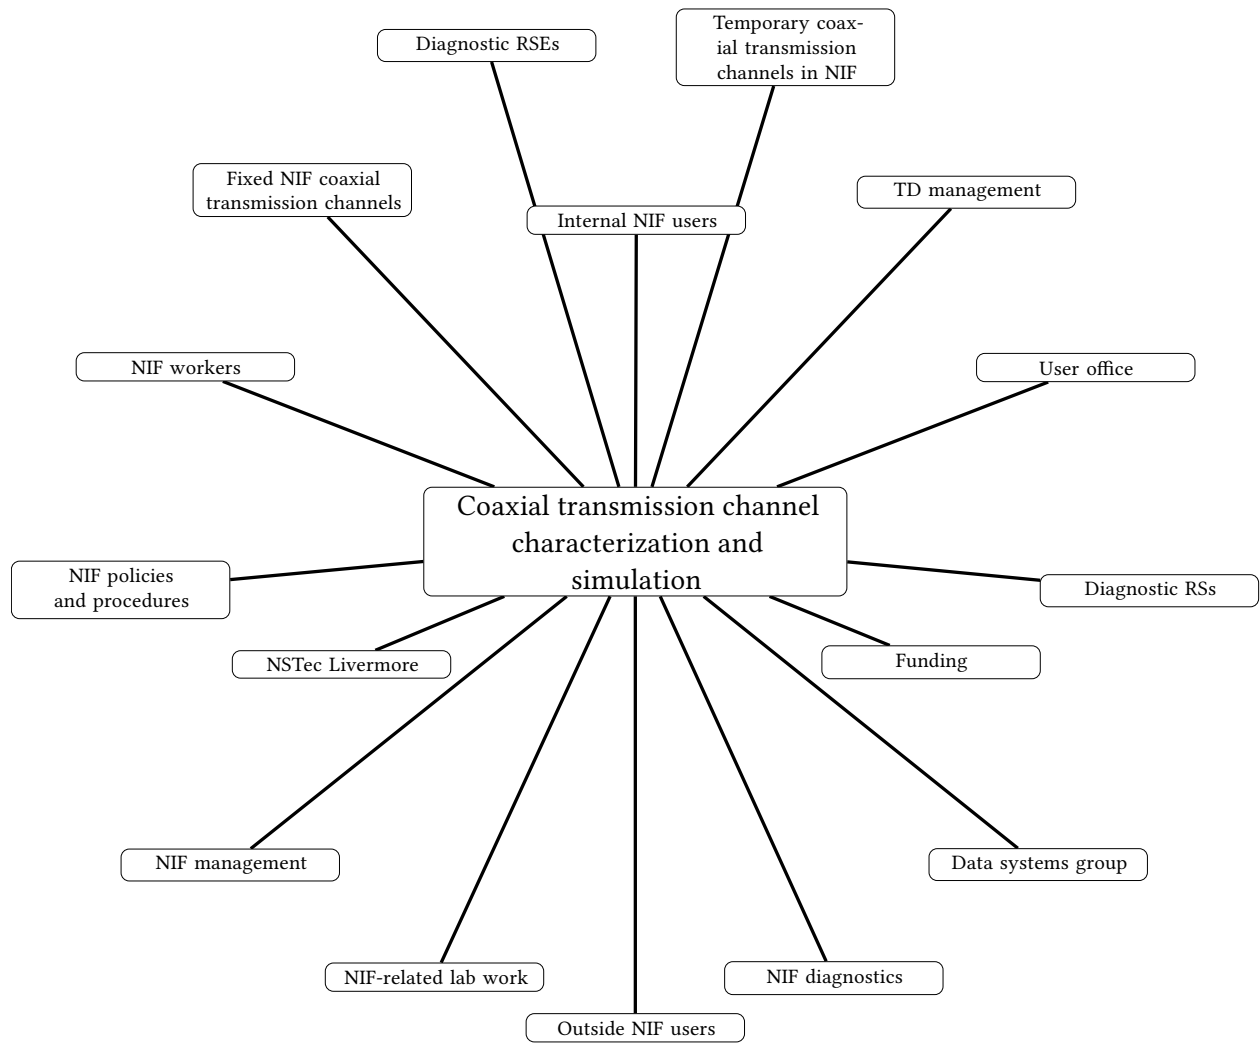 Temporary coax-
ial transmission
channels in NIF
Diagnostic RSEs
Fixed NIF coaxial
transmission channels
TD management
Internal NIF users
NIF workers
User office
Coaxial transmission channel
characterization and
simulation
NIF policies
and procedures
Diagnostic RSs
NSTec Livermore
Funding
NIF management
Data systems group
NIF-related lab work
NIF diagnostics
Outside NIF users